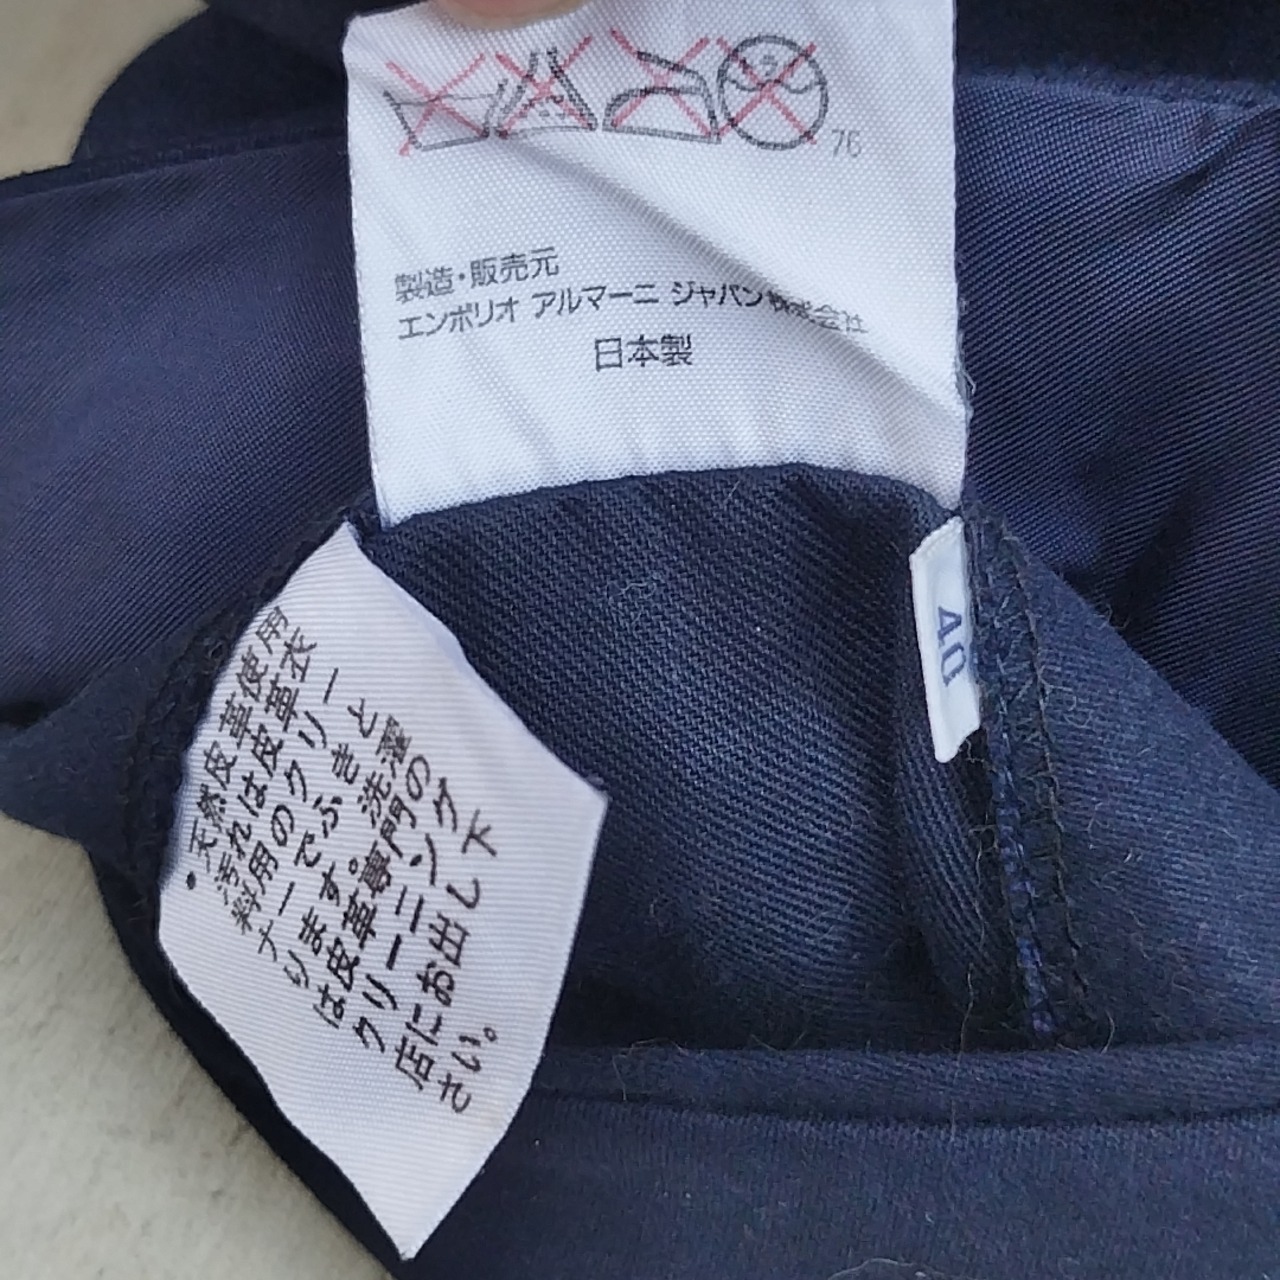 76
製造・販売元
エンポリオ アルマーニ ジャパン株式会社
日本製
40
・天然皮革使用
汚れは皮革衣
料用のクリー
ナーでふきと
ります。洗濯
は皮革専門の
クリーニング
店にお出し下
さい。